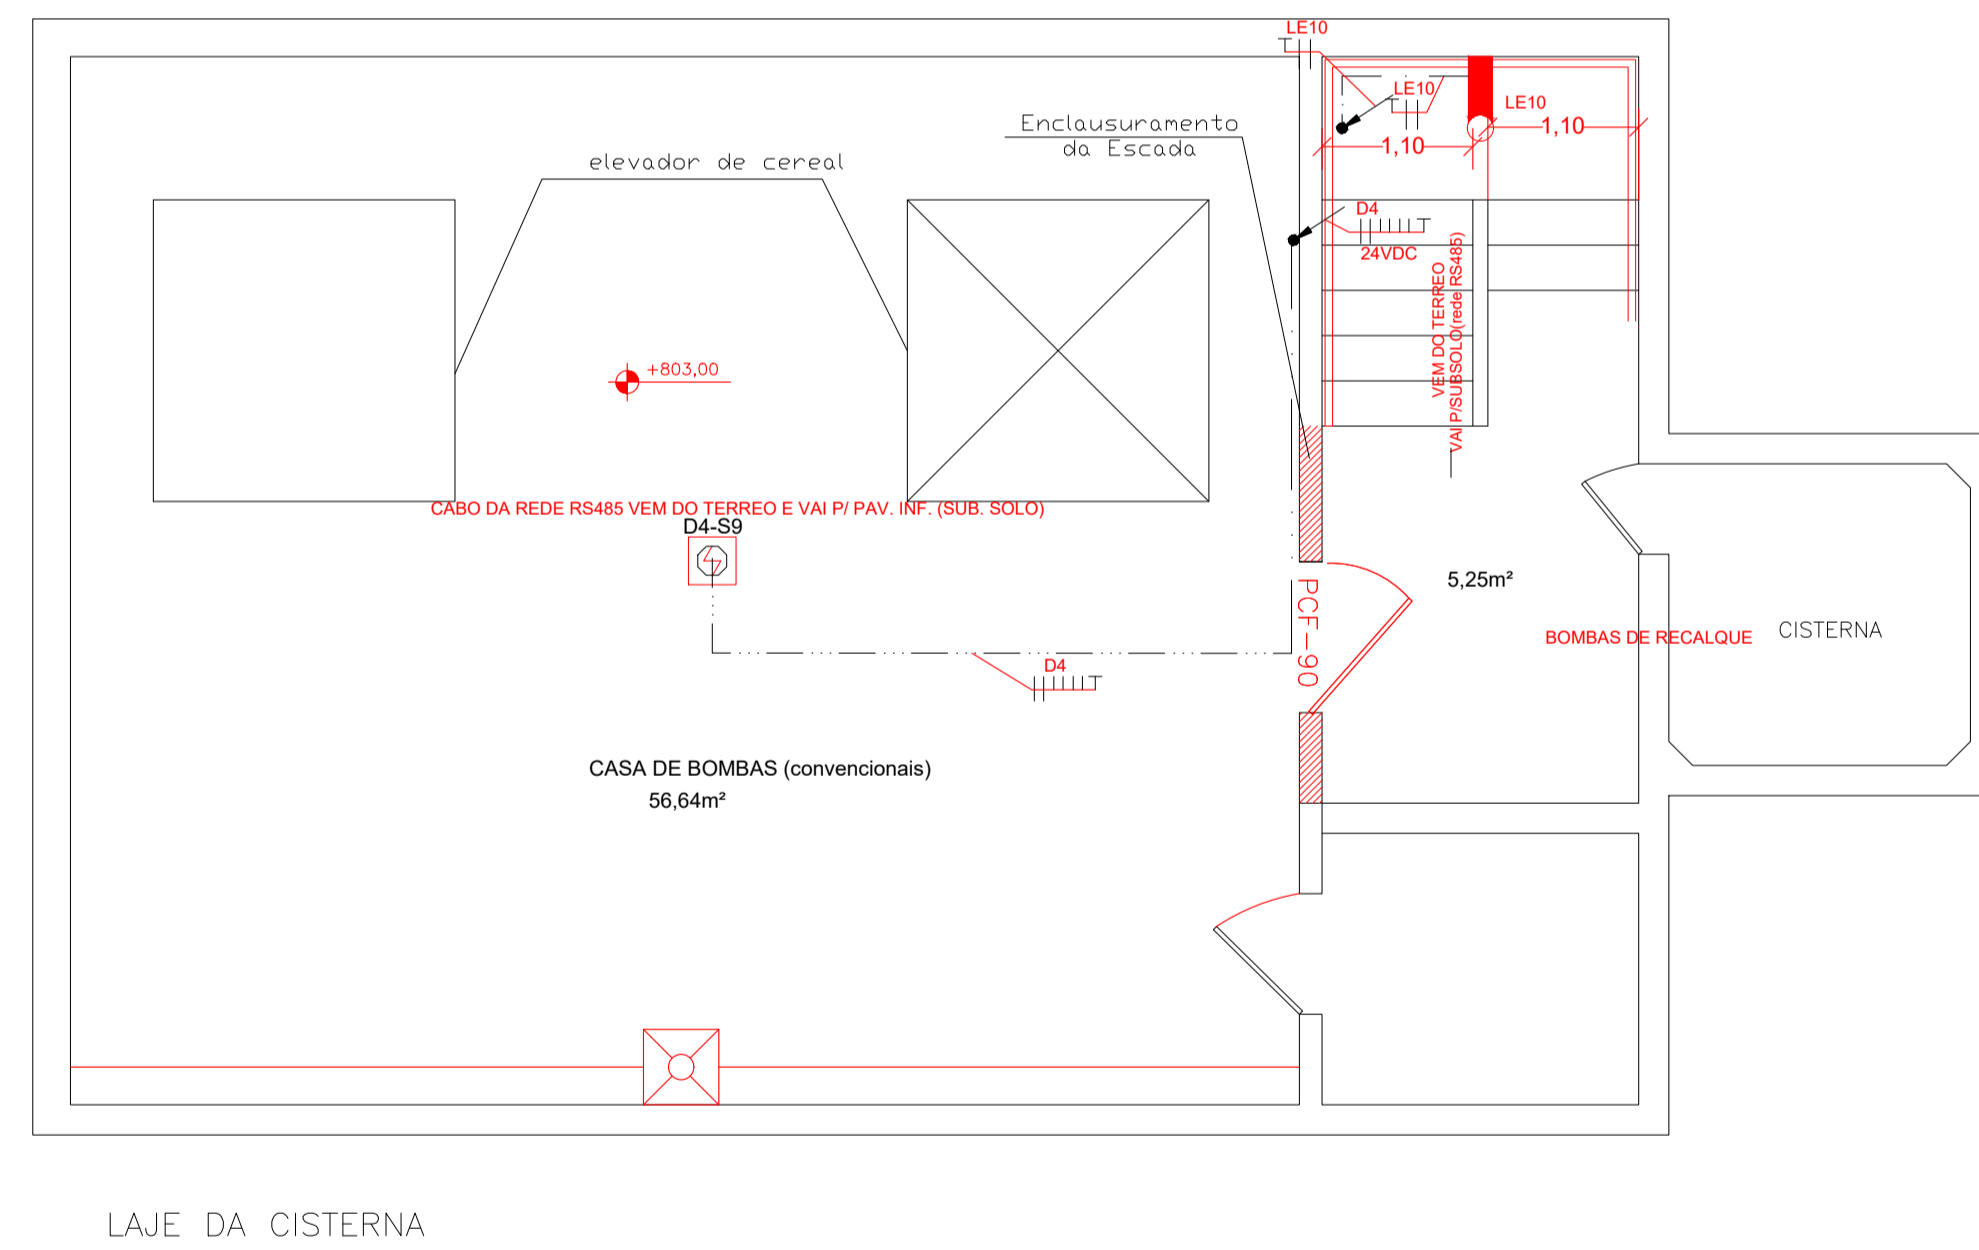 LE10
LE10
LE10
1,10
1,10
Enclausuramento
da Escada
elevador de cereal
D4
24VDC
VEM DO TERREO
VAI P/SUBSOLO(rede RS485)
+803,00
CABO DA REDE RS485 VEM DO TERREO E VAI P/ PAV. INF. (SUB. SOLO)
D4-S9
PCF-90
5,25m²
BOMBAS DE RECALQUE
CISTERNA
D4
CASA DE BOMBAS (convencionais)
56,64m²
LAJE DA CISTERNA